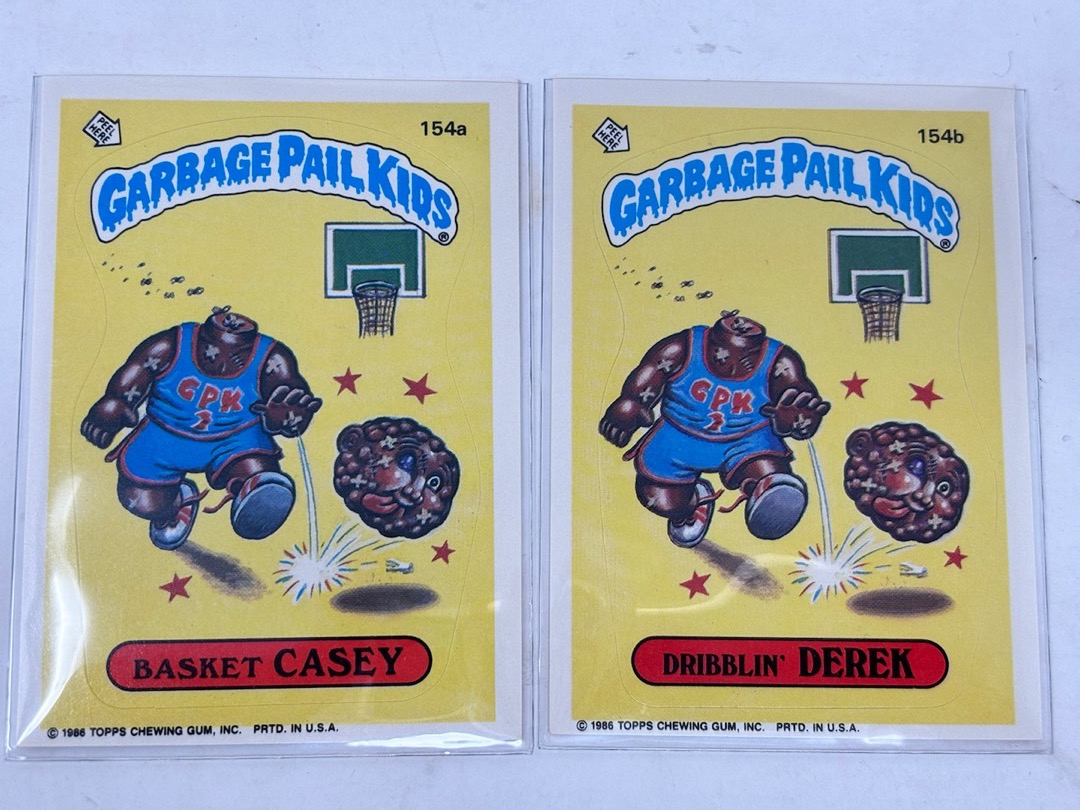 PEEL HERE
154a
GARBAGE PAIL KIDS®
GPK
3
BASKET CASEY
© 1986 TOPPS CHEWING GUM, INC. PRTD. IN U.S.A.
PEEL HERE
154b
GARBAGE PAIL KIDS®
GPK
3
DRIBBLIN' DEREK
© 1986 TOPPS CHEWING GUM, INC. PRTD. IN U.S.A.